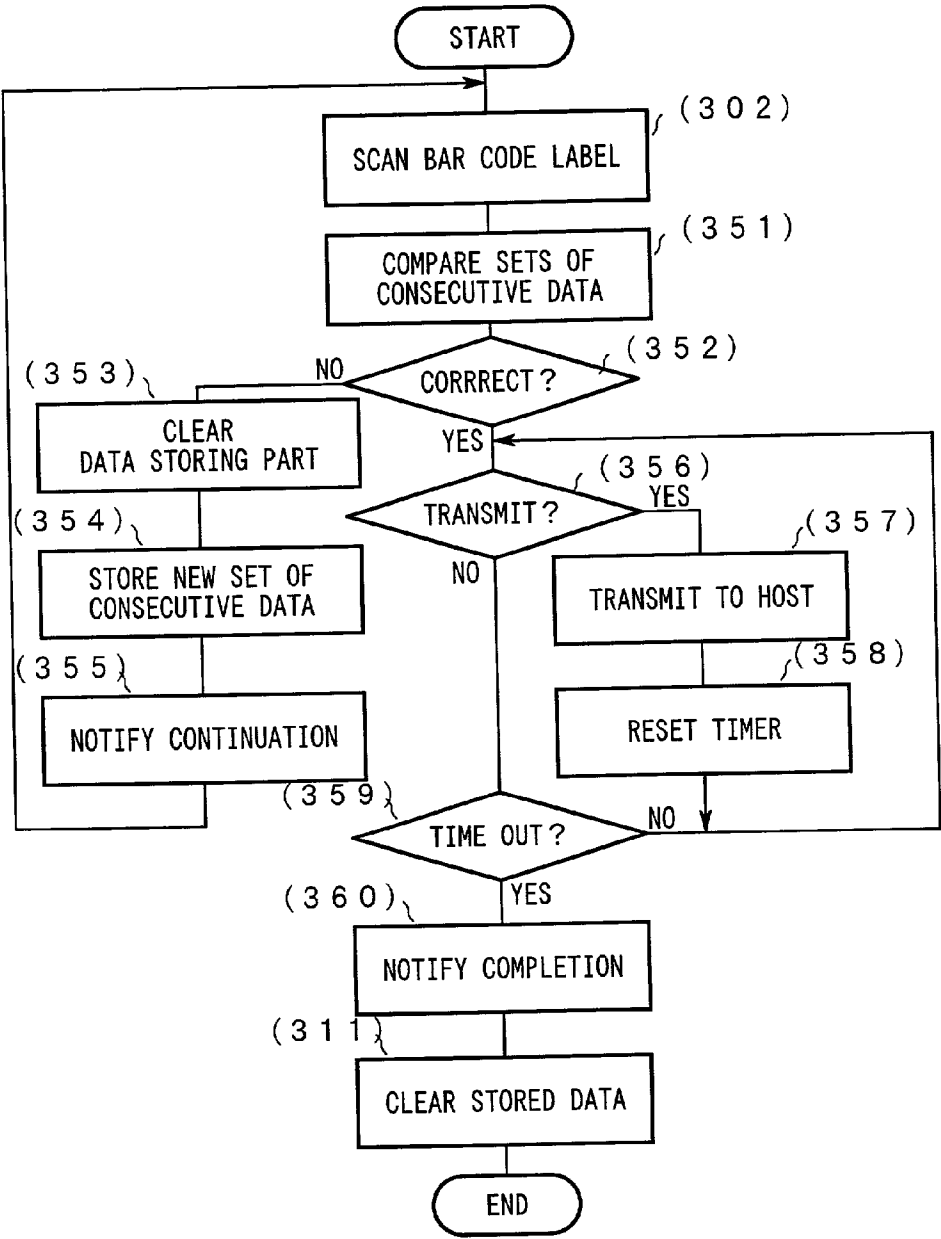 START
(302)
SCAN BAR CODE LABEL
(351)
COMPARE SETS OF
CONSECUTIVE DATA
(352)
CORRRECT?
NO
(353)
CLEAR
DATA STORING PART
YES
(356)
TRANSMIT?
YES
NO
(354)
STORE NEW SET OF
CONSECUTIVE DATA
(357)
TRANSMIT TO HOST
(355)
NOTIFY CONTINUATION
(358)
RESET TIMER
(359)
TIME OUT?
NO
YES
(360)
NOTIFY COMPLETION
(311)
CLEAR STORED DATA
END